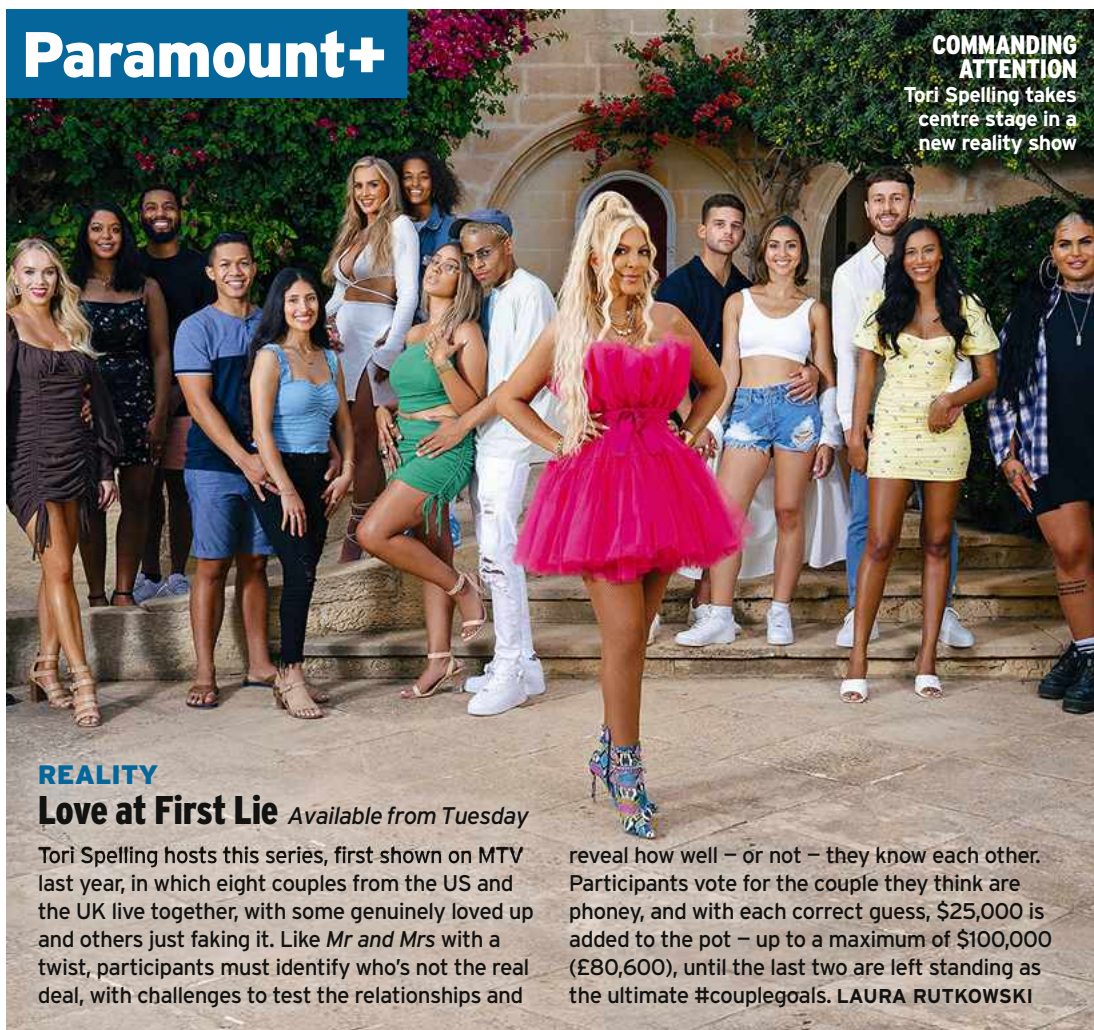 Paramount+
COMMANDING
ATTENTION
Tori Spelling takes
centre stage in a
new reality show
REALITY
Love at First Lie Available from Tuesday
Tori Spelling hosts this series, first shown on MTV
last year, in which eight couples from the US and
the UK live together, with some genuinely loved up
and others just faking it. Like Mr and Mrs with a
twist, participants must identify who's not the real
deal, with challenges to test the relationships and
reveal how well – or not – they know each other.
Participants vote for the couple they think are
phoney, and with each correct guess, $25,000 is
added to the pot – up to a maximum of $100,000
(£80,600), until the last two are left standing as
the ultimate #couplegoals. LAURA RUTKOWSKI